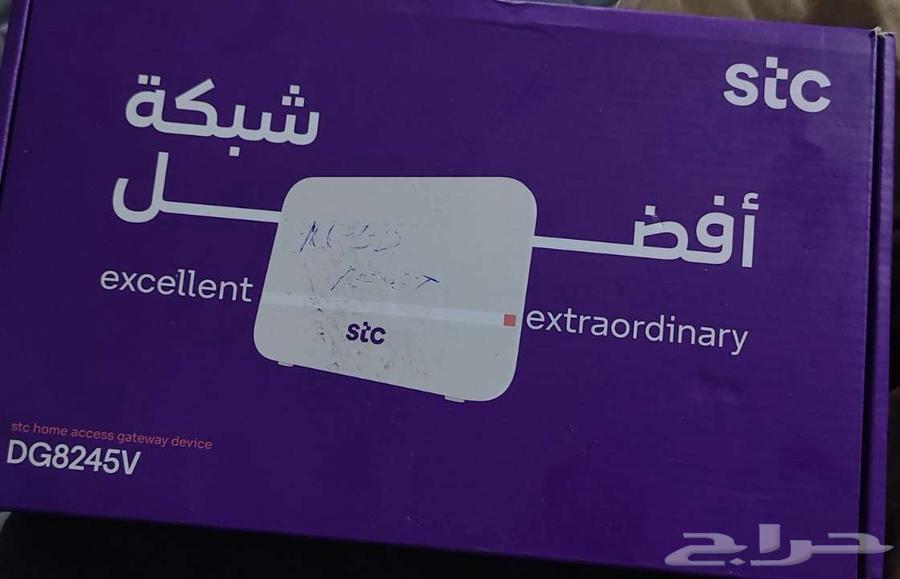 stc
شبكة
أفضل
excellent
extraordinary
stc
stc home access gateway device
DG8245V
حراج